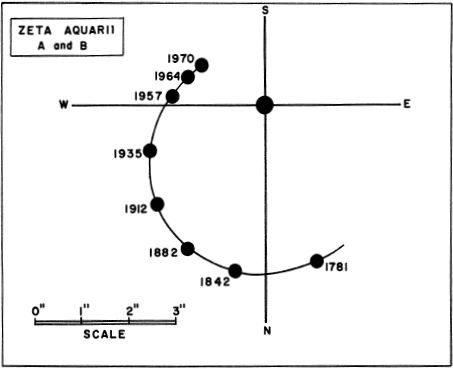 S
ZETA AQUARII
A and B
1970
1964
1957
W
E
1935
1912
1882
1842
1781
0" 1" 2" 3"
SCALE
N